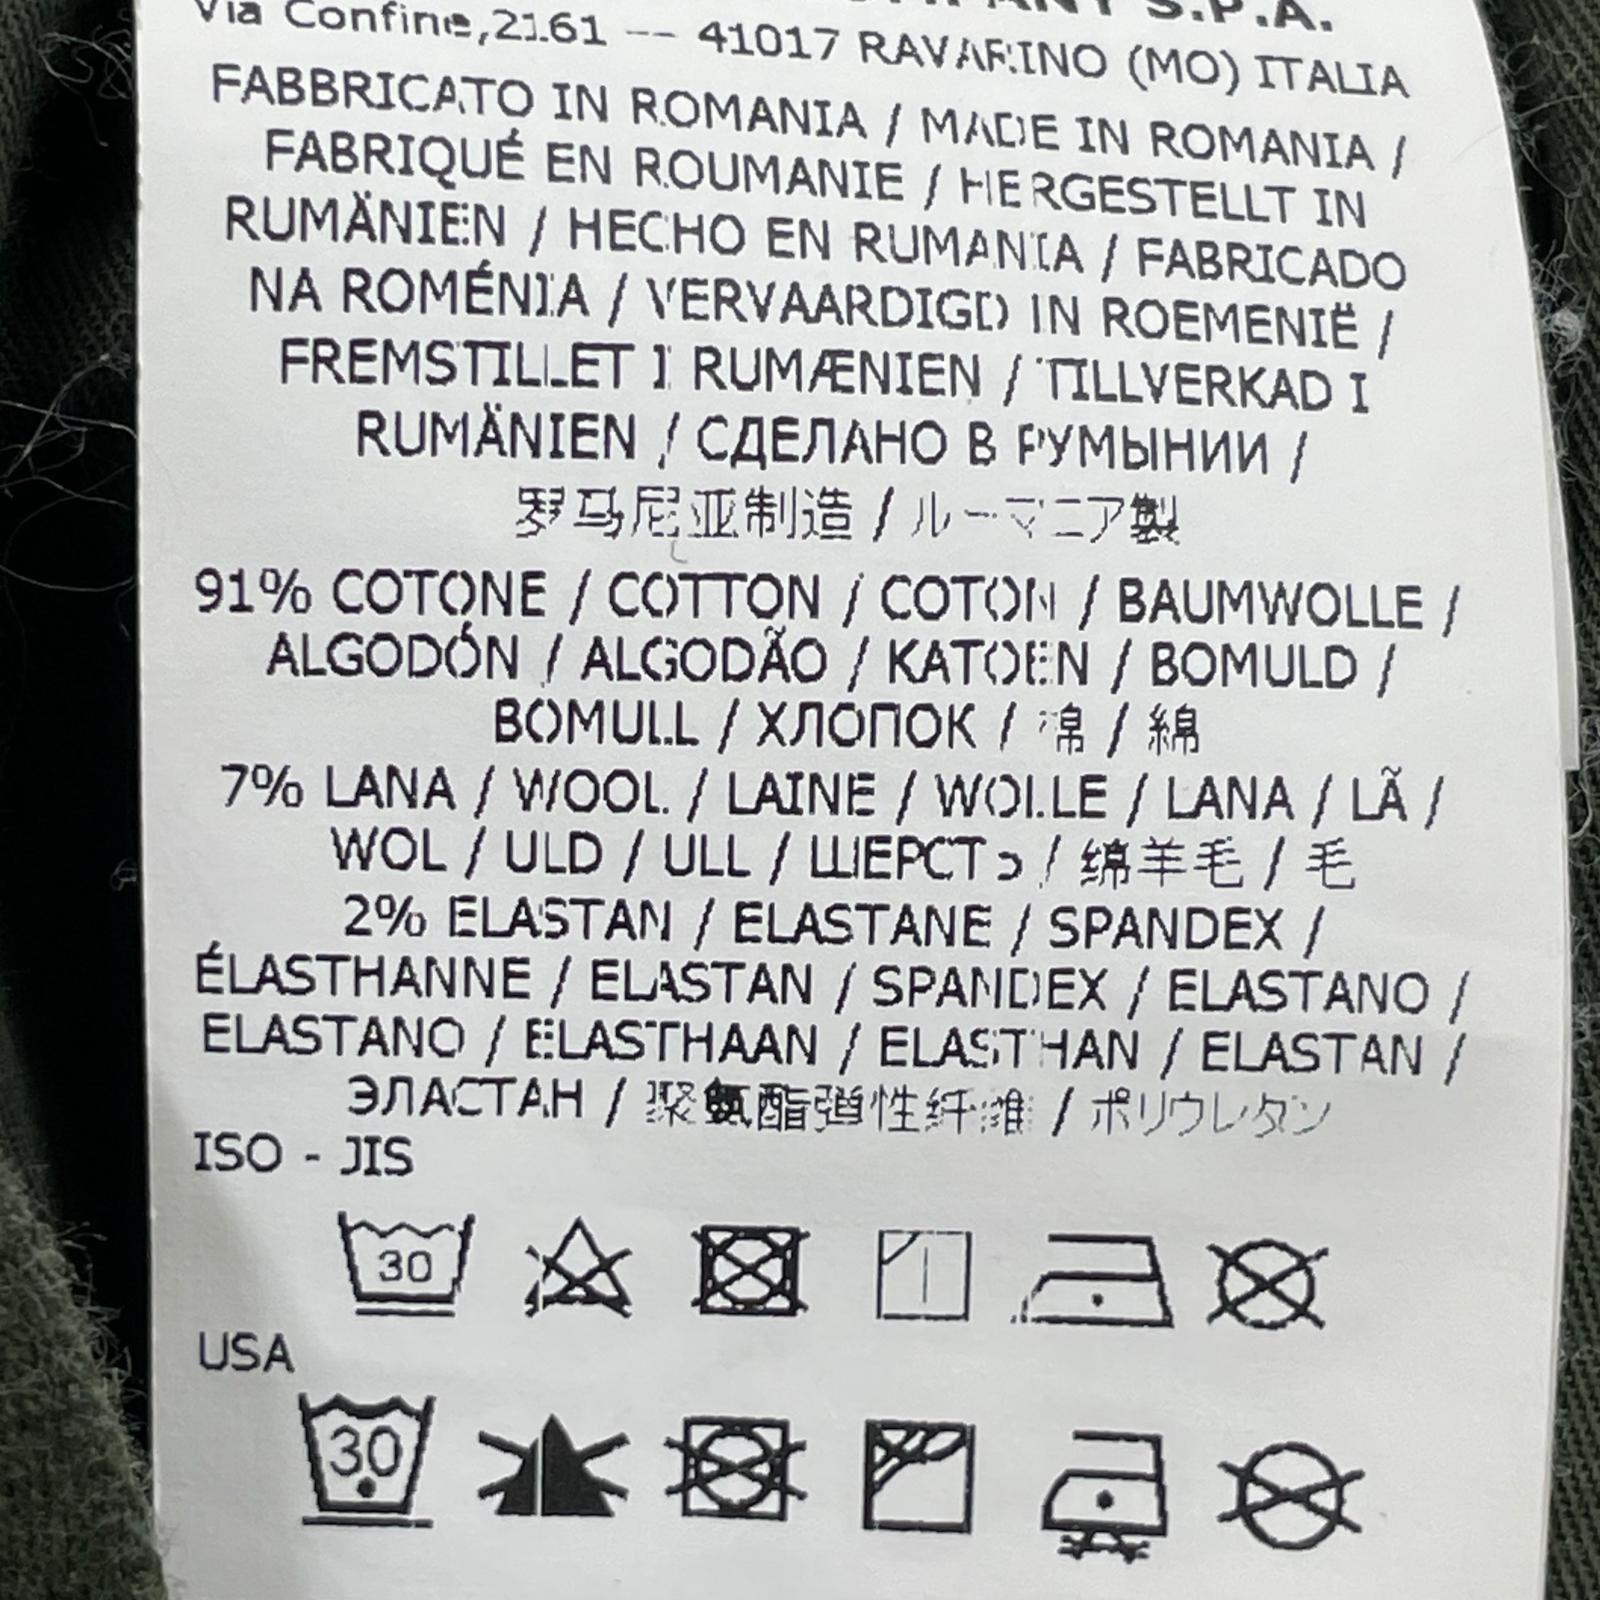 S.P.A.
Via Confine,2161 -- 41017 RAVARINO (MO) ITALIA
FABBRICATO IN ROMANIA / MADE IN ROMANIA /
FABRIQUÉ EN ROUMANIE / HERGESTELLT IN
RUMÄNIEN / HECHO EN RUMANIA / FABRICADO
NA ROMÉNIA / VERVAARDIGD IN ROEMENIË /
FREMSTILLET I RUMÆNIEN / TILLVERKAD I
RUMÄNIEN / СДЕЛАНО В РУМЫНИИ /
罗马尼亚制造 / ルーマニア製
91% COTONE / COTTON / COTON / BAUMWOLLE /
ALGODÓN / ALGODÃO / KATOEN / BOMULD /
BOMULL / ХЛОПОК / 棉 / 綿
7% LANA / WOOL / LAINE / WOLLE / LANA / LÃ /
WOL / ULD / ULL / ШЕРСТЬ / 绵羊毛 / 毛
2% ELASTAN / ELASTANE / SPANDEX /
ÉLASTHANNE / ELASTAN / SPANDEX / ELASTANO /
ELASTANO / ELASTHAAN / ELASTHAN / ELASTAN /
ЭЛАСТАН / 聚氨酯弹性纤维 / ポリウレタン
ISO - JIS
30
USA
30